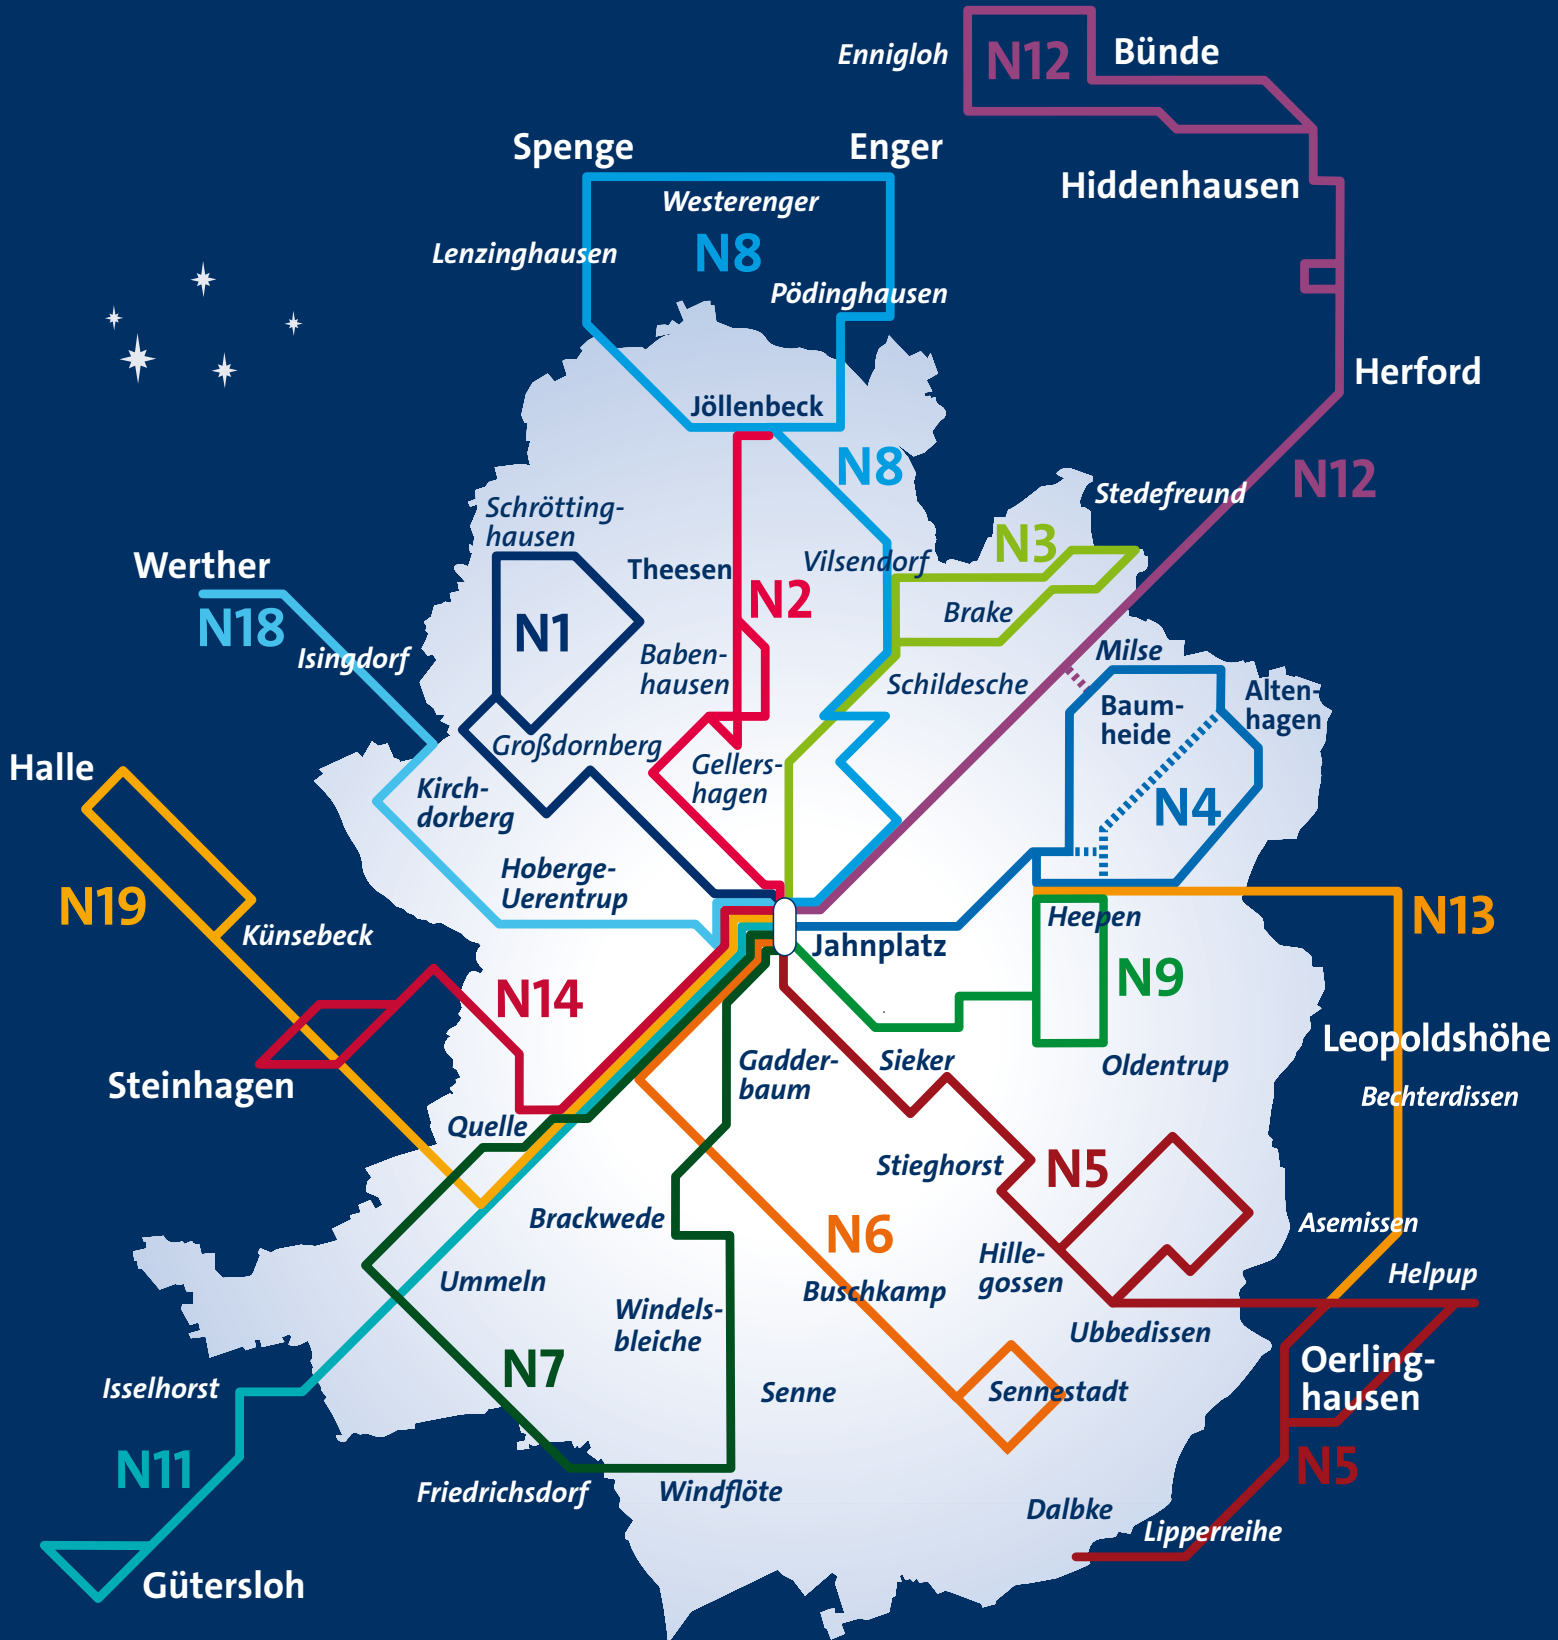 Ennigloh
N12
Bünde
Spenge
Enger
Westerenger
Hiddenhausen
Lenzinghausen
N8
Pödinghausen
Herford
Jöllenbeck
N8
N12
Stedefreund
Schrötting-
hausen
N3
Werther
Theesen
Vilsendorf
N18
N1
N2
Brake
Isingdorf
Baben-
hausen
Milse
Schildesche
Alten-
hagen
Baum-
heide
Großdornberg
Halle
Gellers-
hagen
Kirch-
dorberg
N4
Hoberge-
Uerentrup
N19
Künsebeck
Heepen
N13
Jahnplatz
N9
N14
Leopoldshöhe
Steinhagen
Gadder-
baum
Sieker
Oldentrup
Bechterdissen
Quelle
Stieghorst
N5
Brackwede
N6
Asemissen
Hille-
gossen
Helpup
Ummeln
Buschkamp
Windels-
bleiche
Ubbedissen
N7
Oerling-
hausen
Isselhorst
Senne
Sennestadt
N11
N5
Friedrichsdorf
Windflöte
Dalbke
Lipperreihe
Gütersloh